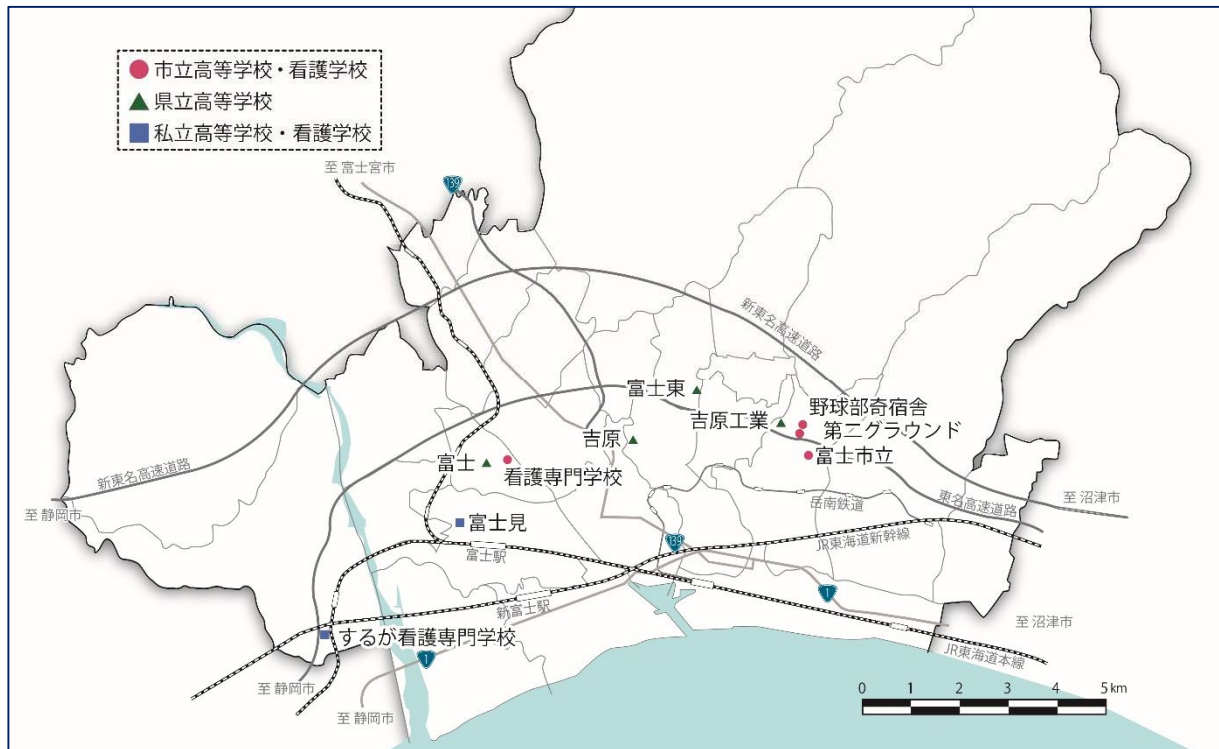 市立高等学校・看護学校
県立高等学校
私立高等学校・看護学校
至 富士宮市
139
新東名高速道路
富士東
野球部奇宿舎
吉原工業
第二グラウンド
吉原
富士市立
富士
看護専門学校
新東名高速道路
至 静岡市
岳南鉄道
東名高速道路
至 沼津市
富士見
富士駅
139
JR東海道新幹線
新富士駅
1
至 沼津市
するが看護専門学校
1
JR東海道本線
至 静岡市
至 静岡市
0 1 2 3 4 5km